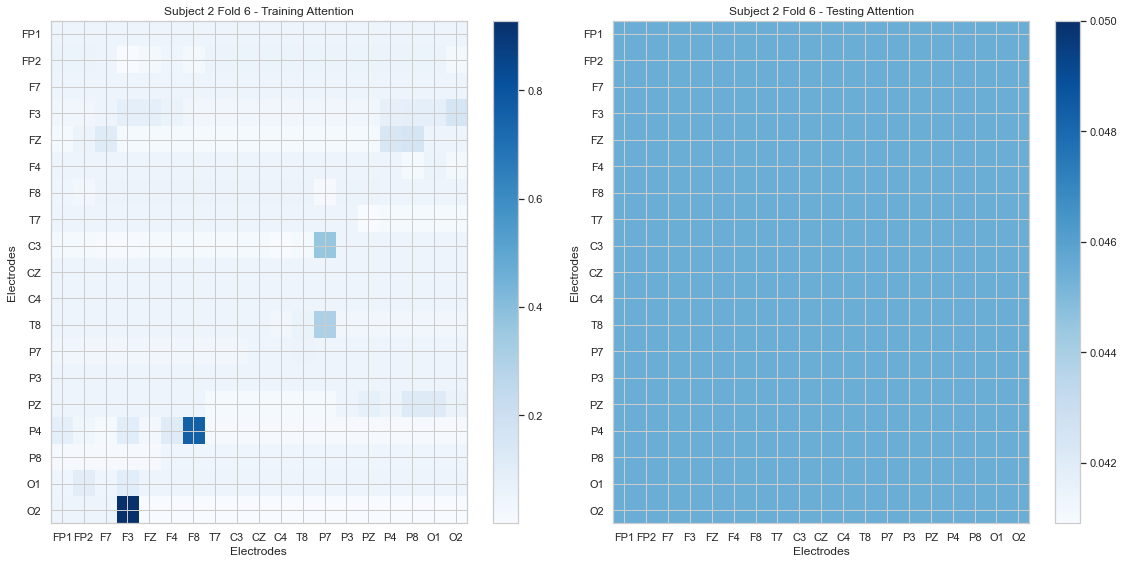 Subject 2 Fold 6 - Training Attention
FP1
FP2
F7
F3
FZ
F4
F8
T7
C3
CZ
C4
T8
P7
P3
PZ
P4
P8
O1
O2
Electrodes
FP1 FP2 F7 F3 FZ F4 F8 T7 C3 CZ C4 T8 P7 P3 PZ P4 P8 O1 O2
Electrodes
0.8
0.6
0.4
0.2
Subject 2 Fold 6 - Testing Attention
FP1
FP2
F7
F3
FZ
F4
F8
T7
C3
CZ
C4
T8
P7
P3
PZ
P4
P8
O1
O2
Electrodes
FP1 FP2 F7 F3 FZ F4 F8 T7 C3 CZ C4 T8 P7 P3 PZ P4 P8 O1 O2
Electrodes
0.050
0.048
0.046
0.044
0.042